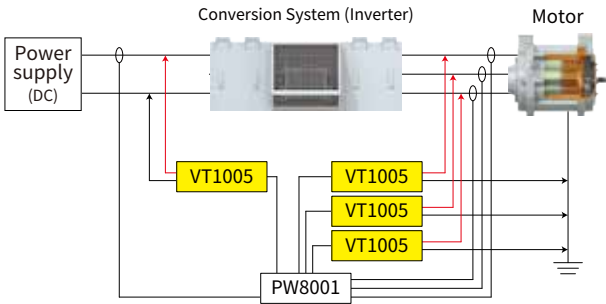 Conversion System (Inverter)
Motor
Power
supply
(DC)
VT1005
VT1005
VT1005
VT1005
PW8001